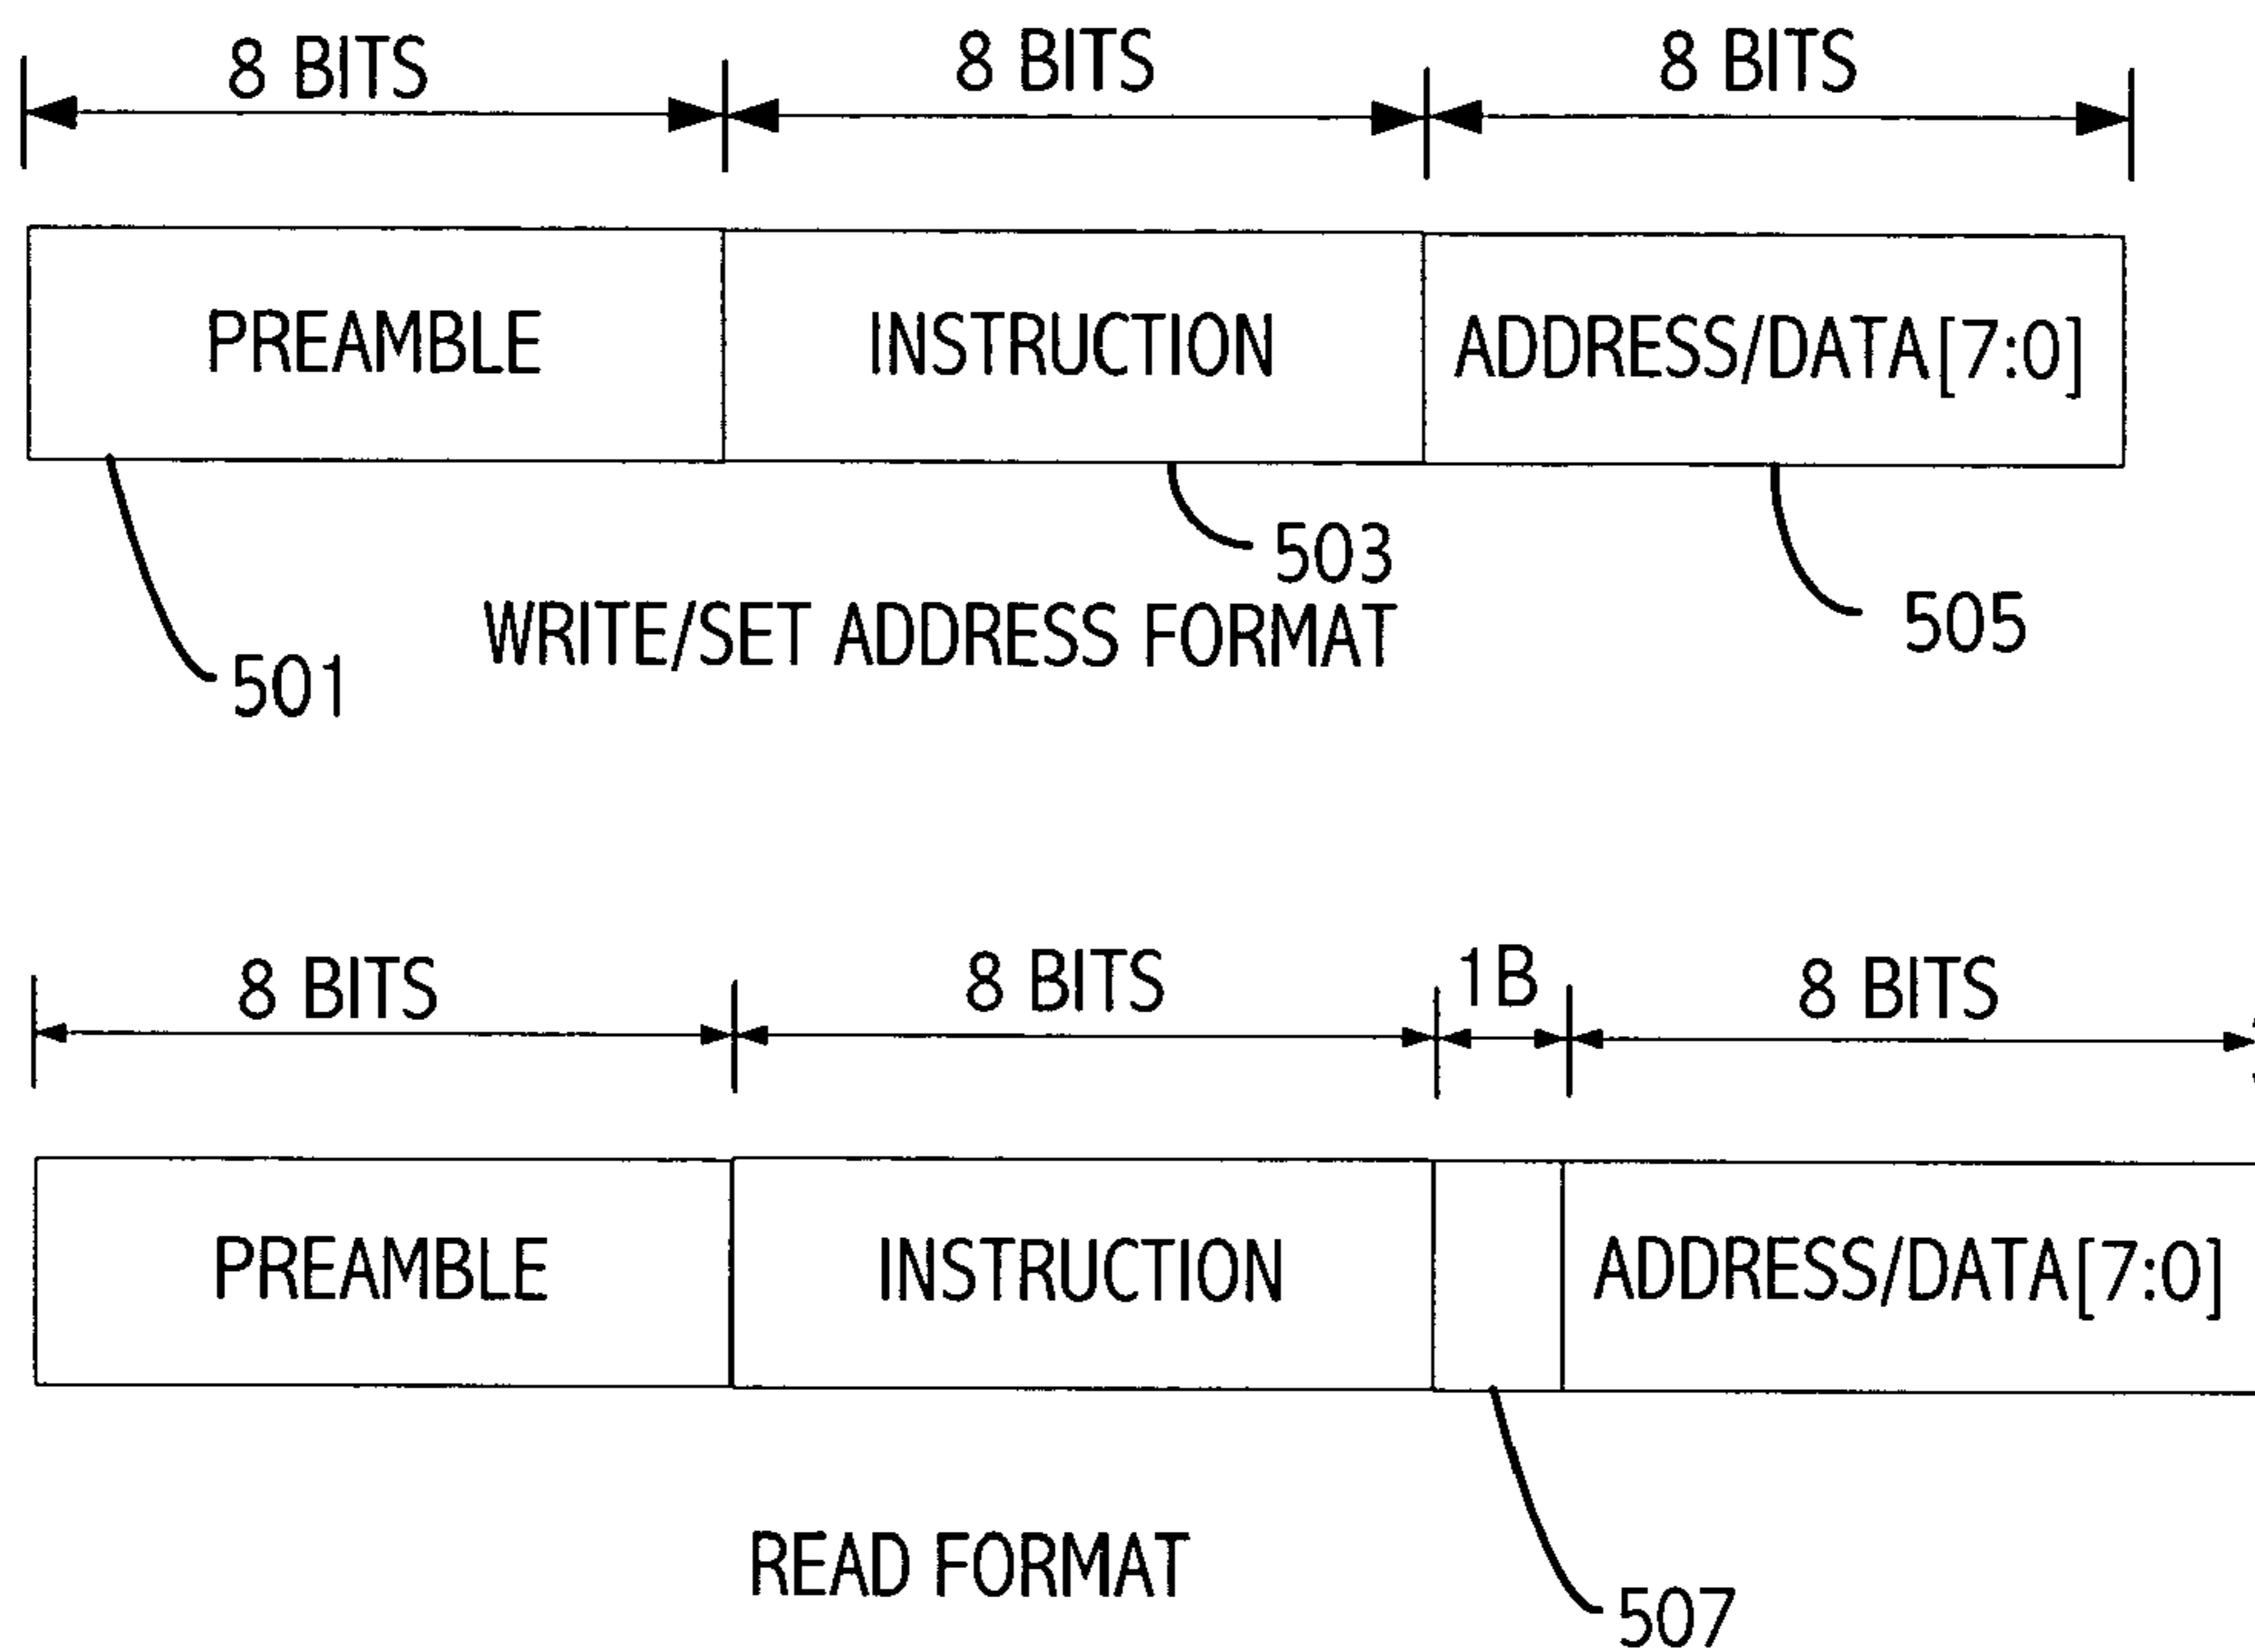 8 BITS 8 BITS 8 BITS
PREAMBLE INSTRUCTION ADDRESS/DATA[7:0]
503
WRITE/SET ADDRESS FORMAT 505
501
8 BITS 8 BITS 1B 8 BITS
PREAMBLE INSTRUCTION ADDRESS/DATA[7:0]
READ FORMAT
507